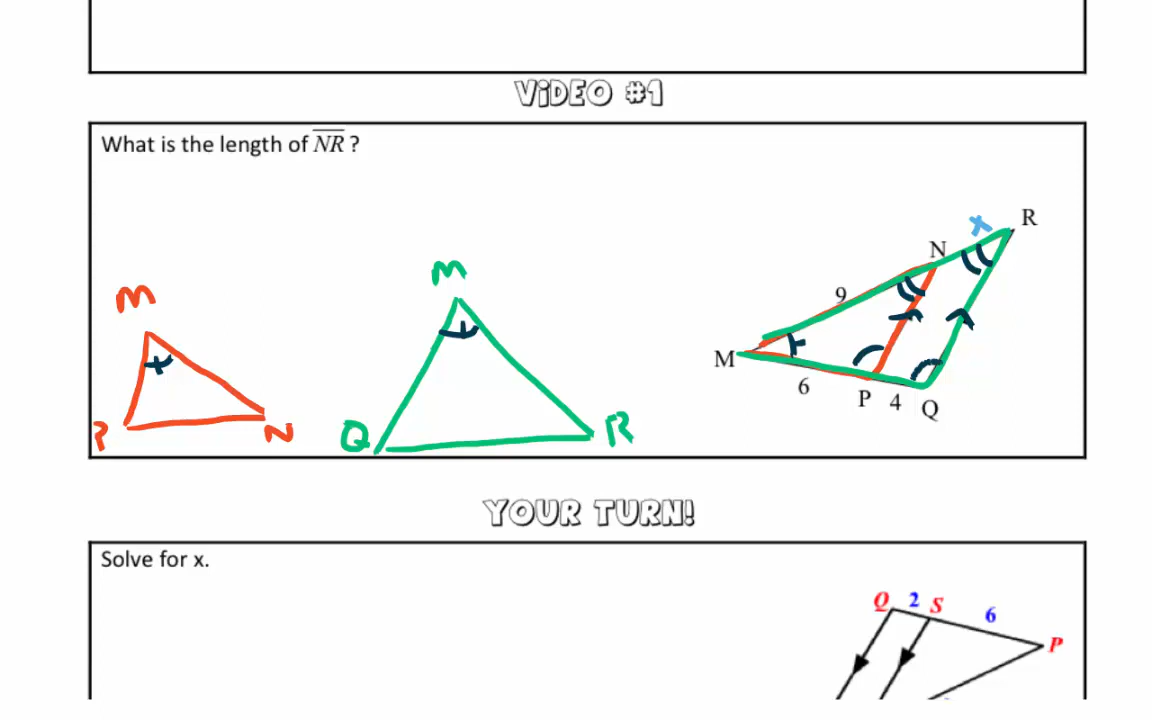 VIDEO #1
What is the length of NR ?
x R
N
M 9
M
M
6 P 4 Q
P N Q R
YOUR TURN!
Solve for x.
Q 2 S 6
P